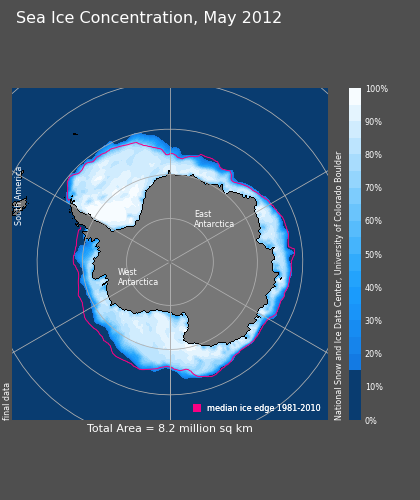 Sea Ice Concentration, May 2012
South America
East
Antarctica
West
Antarctica
final data
median ice edge 1981-2010
Total Area = 8.2 million sq km
National Snow and Ice Data Center, University of Colorado Boulder
100%
90%
80%
70%
60%
50%
40%
30%
20%
10%
0%